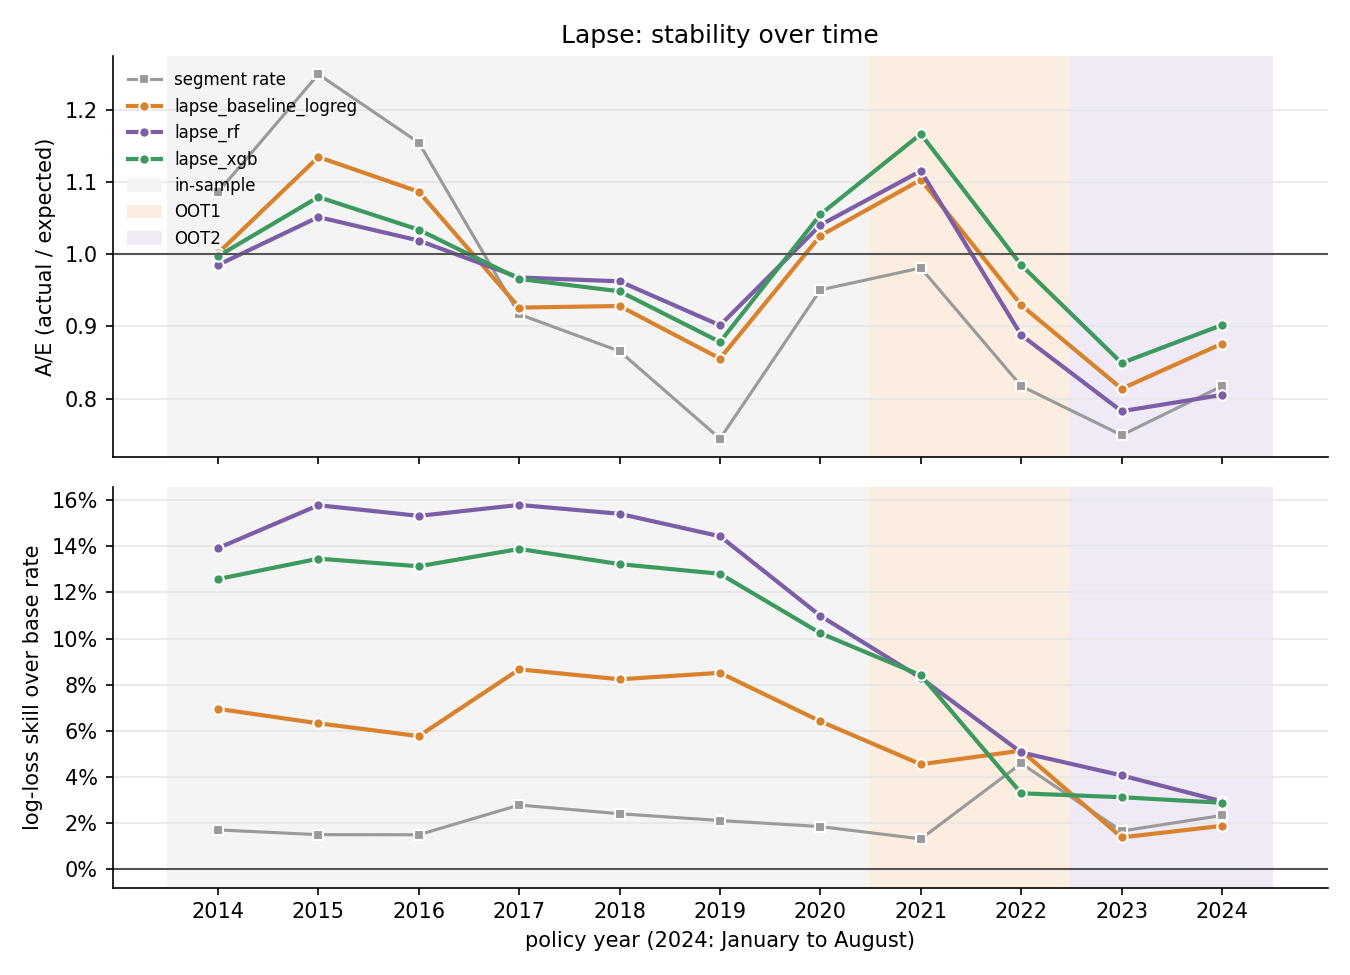 Lapse: stability over time
A/E (actual / expected)
1.2
1.1
1.0
0.9
0.8
segment rate
lapse_baseline_logreg
lapse_rf
lapse_xgb
in-sample
OOT1
OOT2
log-loss skill over base rate
16%
14%
12%
10%
8%
6%
4%
2%
0%
2014 2015 2016 2017 2018 2019 2020 2021 2022 2023 2024
policy year (2024: January to August)